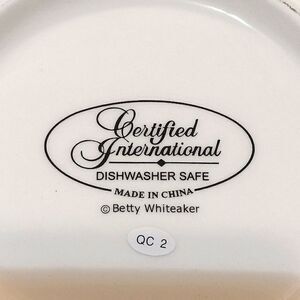 Certified
International
DISHWASHER SAFE
MADE IN CHINA
© Betty Whiteaker
QC 2